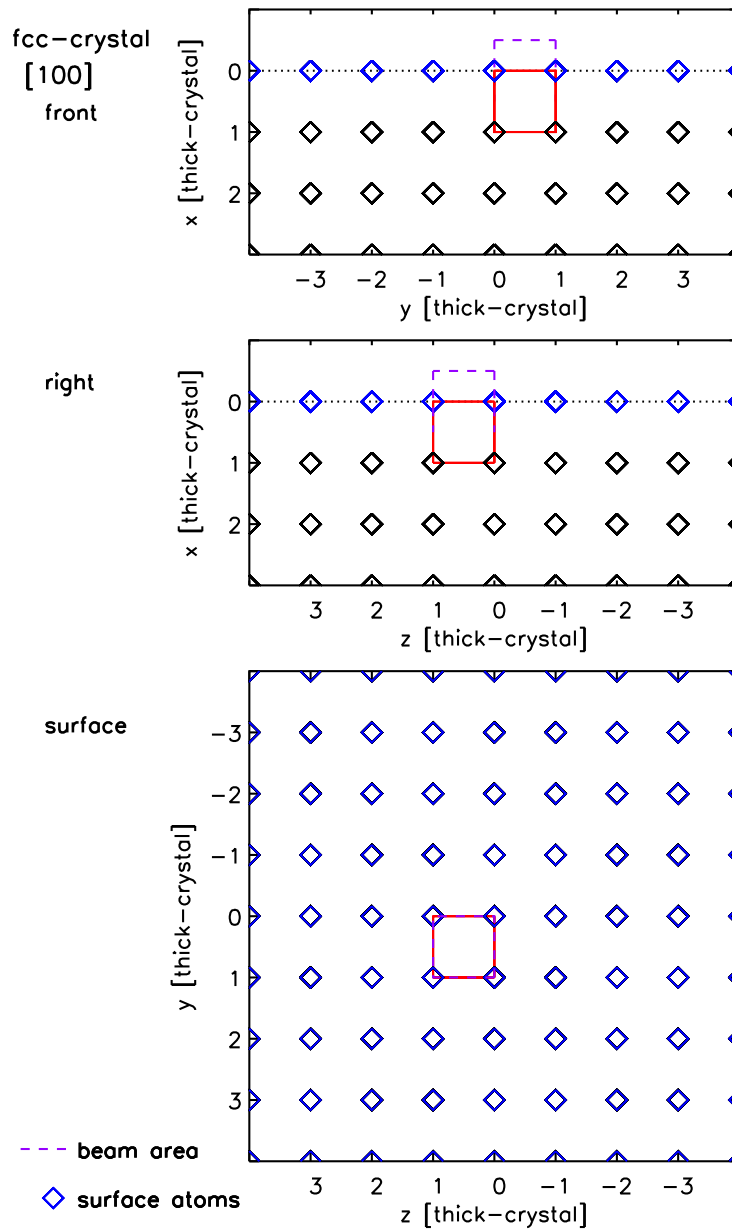 fcc-crystal
[100]
front
x [thick-crystal]
0
1
2
-3 -2 -1 0 1 2 3
y [thick-crystal]
right
x [thick-crystal]
0
1
2
3 2 1 0 -1 -2 -3
z [thick-crystal]
surface
y [thick-crystal]
-3
-2
-1
0
1
2
3
3 2 1 0 -1 -2 -3
z [thick-crystal]
beam area
surface atoms